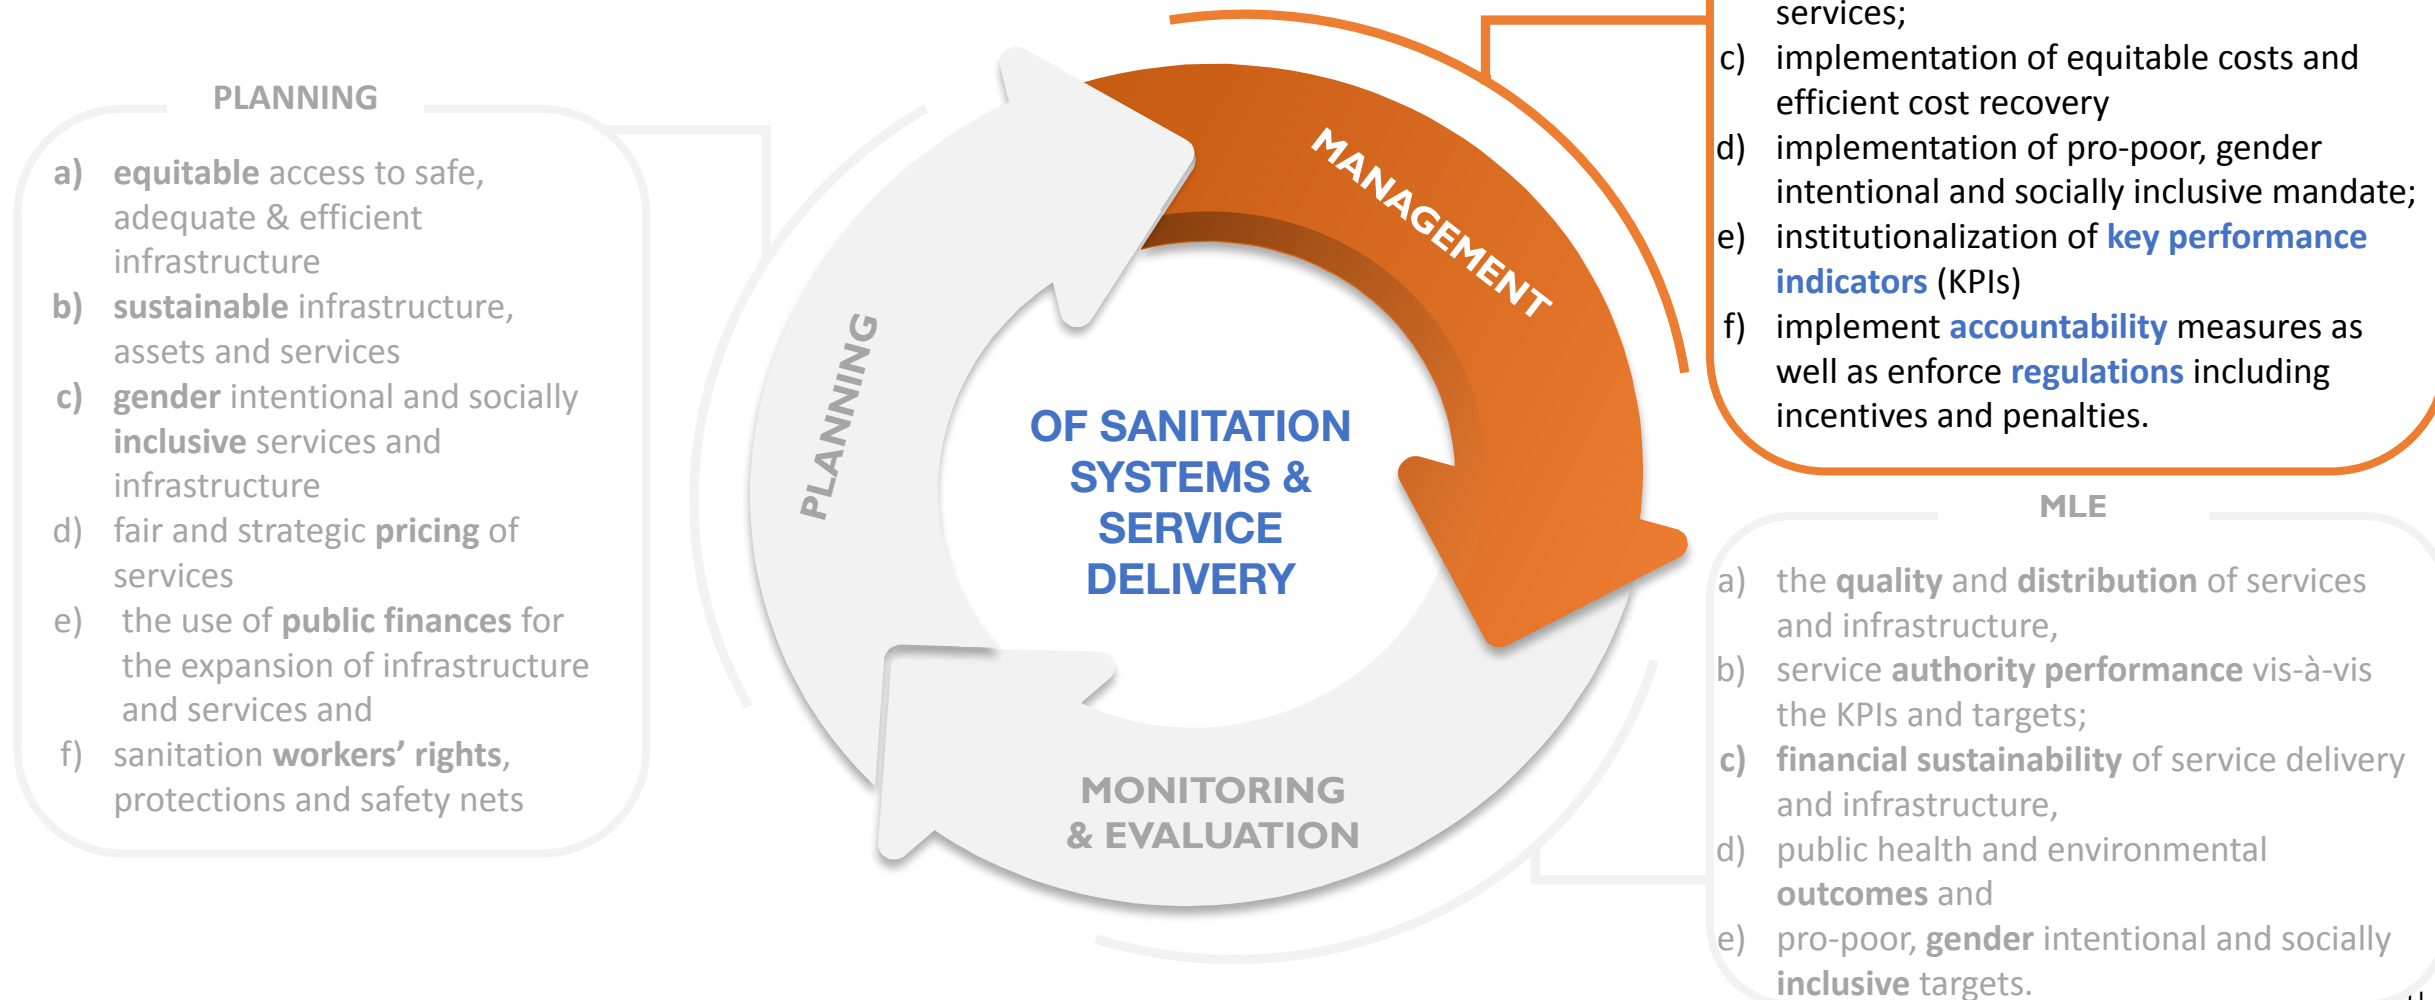 PLANNING
a) equitable access to safe,
adequate & efficient
infrastructure
b) sustainable infrastructure,
assets and services
c) gender intentional and socially
inclusive services and
infrastructure
d) fair and strategic pricing of
services
e) the use of public finances for
the expansion of infrastructure
and services and
f) sanitation workers’ rights,
protections and safety nets
PLANNING
MANAGEMENT
OF SANITATION
SYSTEMS &
SERVICE
DELIVERY
MONITORING
& EVALUATION
services;
c) implementation of equitable costs and
efficient cost recovery
d) implementation of pro-poor, gender
intentional and socially inclusive mandate;
e) institutionalization of key performance
indicators (KPIs)
f) implement accountability measures as
well as enforce regulations including
incentives and penalties.
MLE
a) the quality and distribution of services
and infrastructure,
b) service authority performance vis-à-vis
the KPIs and targets;
c) financial sustainability of service delivery
and infrastructure,
d) public health and environmental
outcomes and
e) pro-poor, gender intentional and socially
inclusive targets.